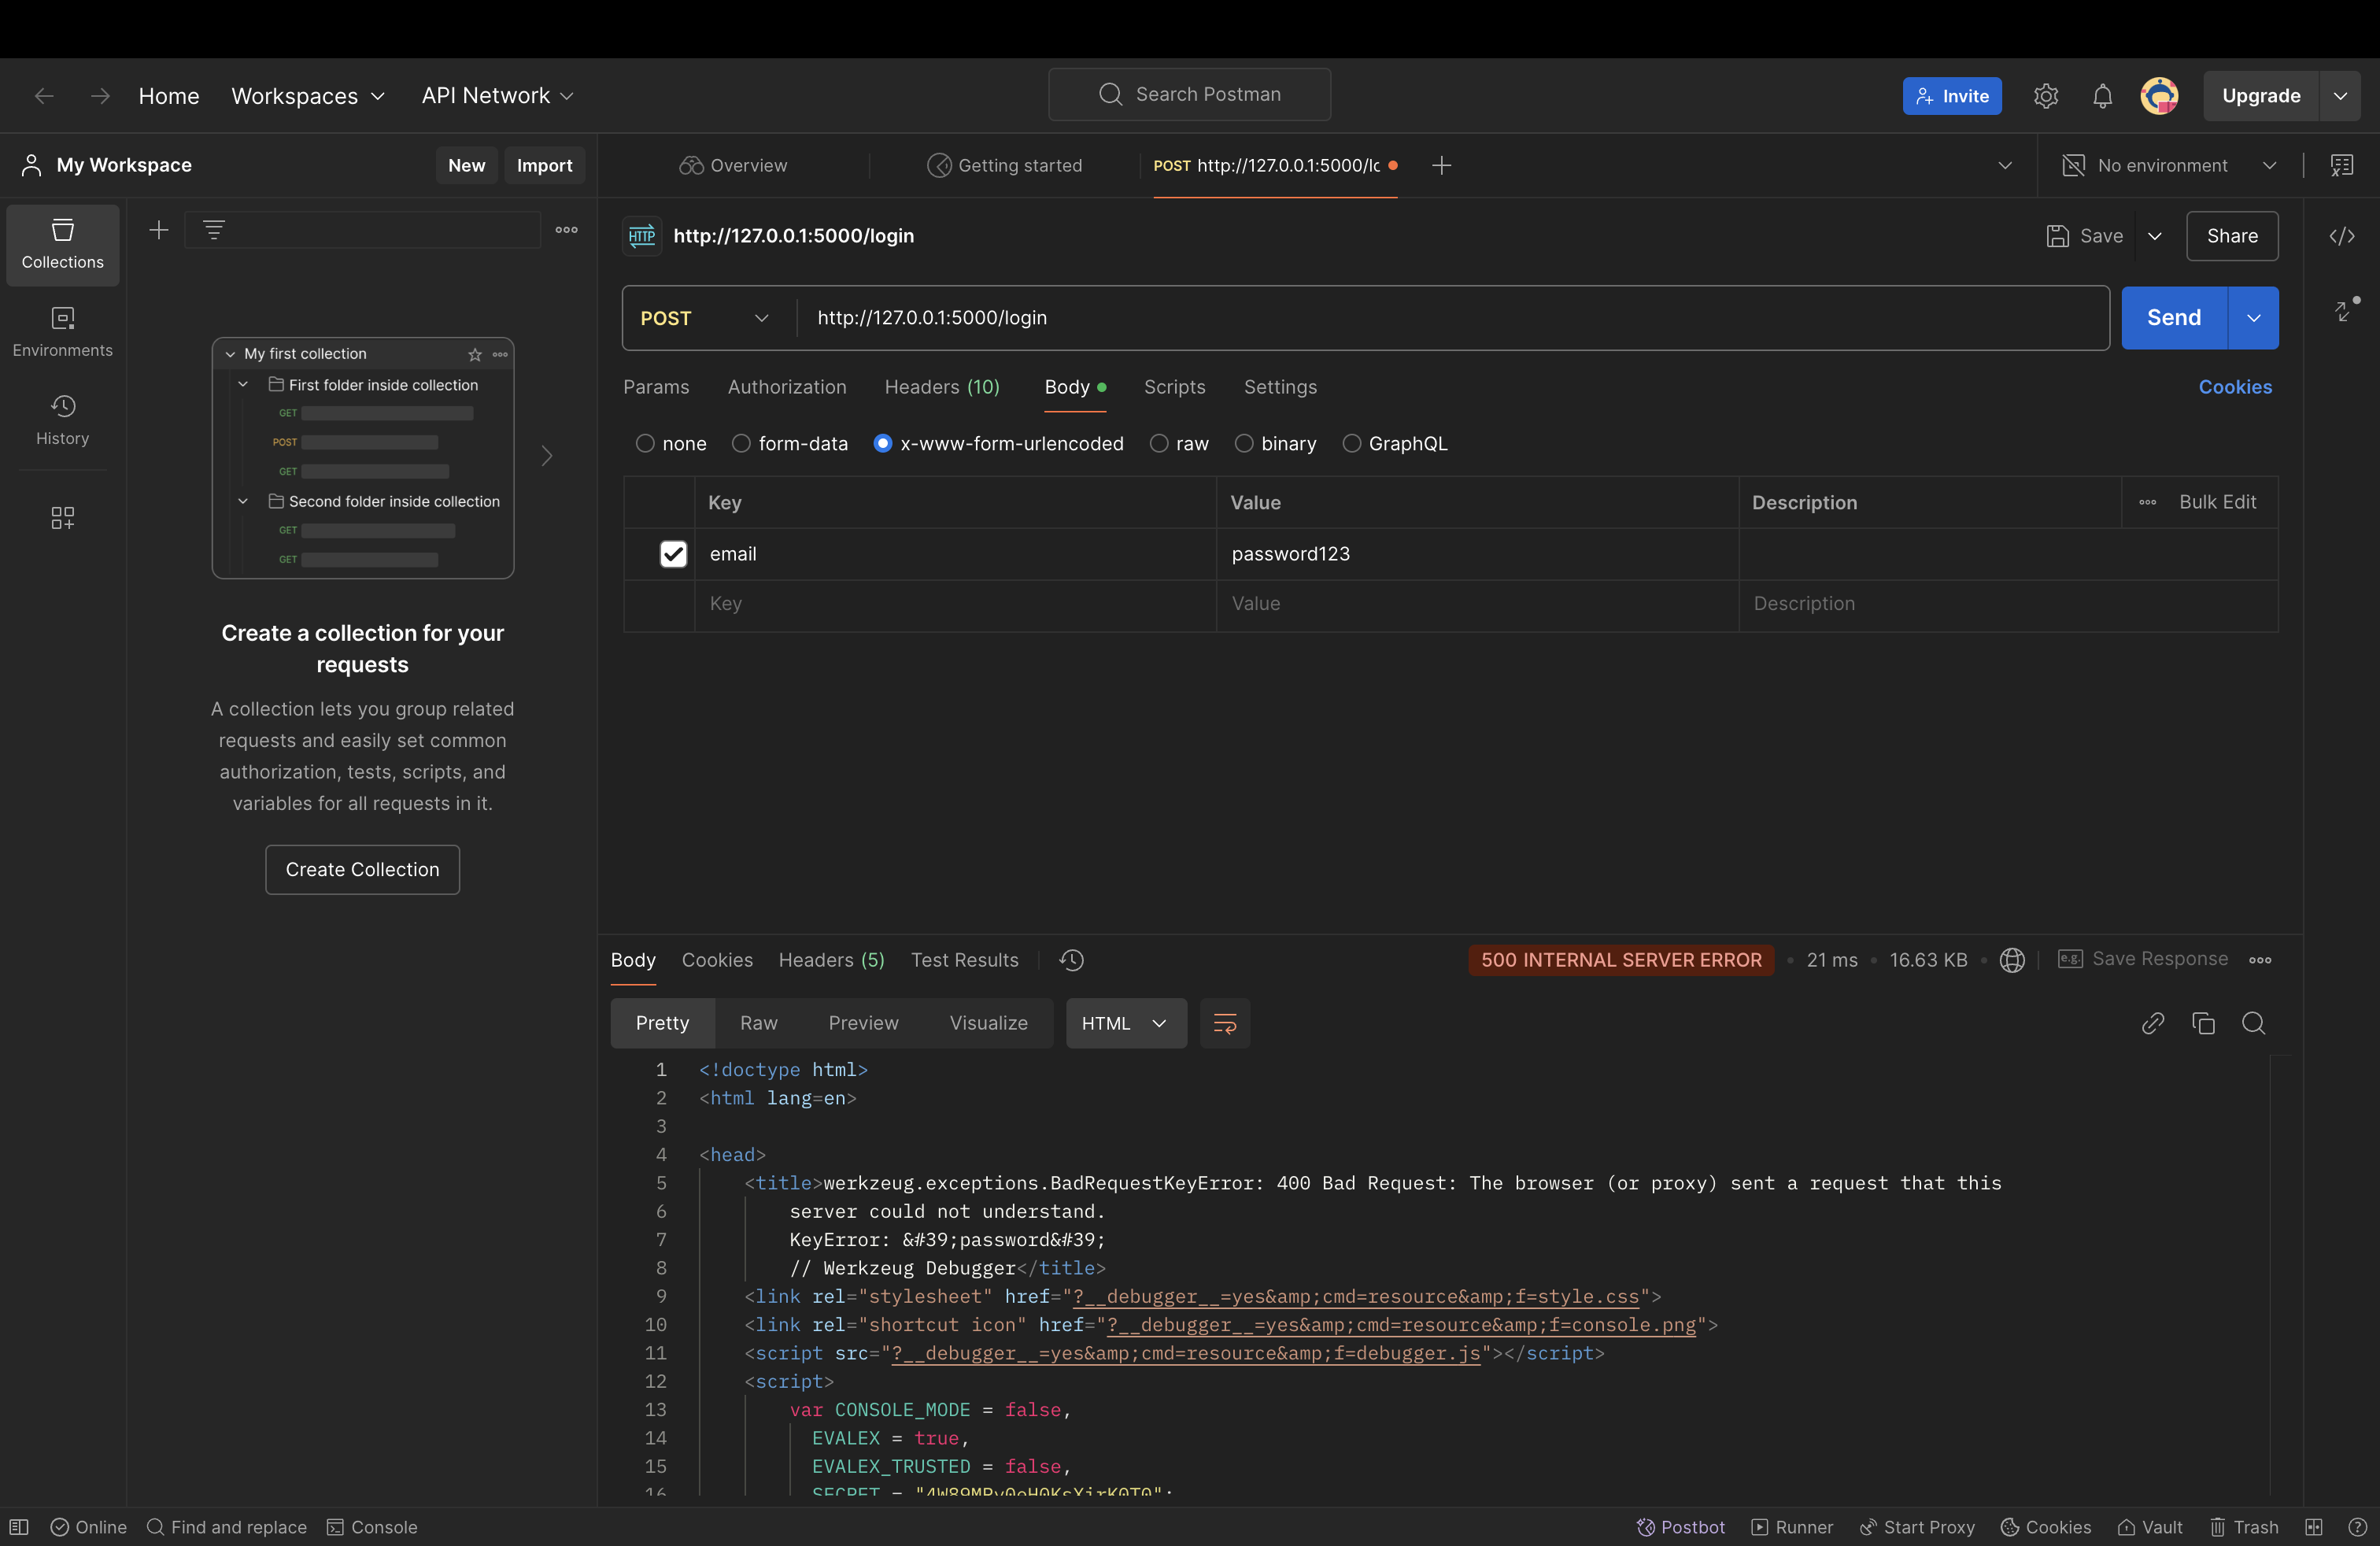 Home Workspaces API Network Search Postman Invite Upgrade
My Workspace New Import Overview Getting started POST http://127.0.0.1:5000/lc No environment
Collections
Environments
History
My first collection
First folder inside collection
GET
POST
GET
Second folder inside collection
GET
GET
Create a collection for your
requests
A collection lets you group related
requests and easily set common
authorization, tests, scripts, and
variables for all requests in it.
Create Collection
HTTP http://127.0.0.1:5000/login Save Share
POST http://127.0.0.1:5000/login Send
Params Authorization Headers (10) Body Scripts Settings Cookies
none form-data x-www-form-urlencoded raw binary GraphQL
Key Value Description Bulk Edit
email password123
Key Value Description
Body Cookies Headers (5) Test Results 500 INTERNAL SERVER ERROR 21 ms 16.63 KB e.g. Save Response
Pretty Raw Preview Visualize HTML
1 <!doctype html>
2 <html lang=en>
3
4 <head>
5 <title>werkzeug.exceptions.BadRequestKeyError: 400 Bad Request: The browser (or proxy) sent a request that this
6 server could not understand.
7 KeyError: &#39;password&#39;
8 // Werkzeug Debugger</title>
9 <link rel="stylesheet" href="?__debugger__=yes&amp;cmd=resource&amp;f=style.css">
10 <link rel="shortcut icon" href="?__debugger__=yes&amp;cmd=resource&amp;f=console.png">
11 <script src="?__debugger__=yes&amp;cmd=resource&amp;f=debugger.js"></script>
12 <script>
13 var CONSOLE_MODE = false,
14 EVALEX = true,
15 EVALEX_TRUSTED = false,
16 SECRET =
Online Find and replace Console Postbot Runner Start Proxy Cookies Vault Trash